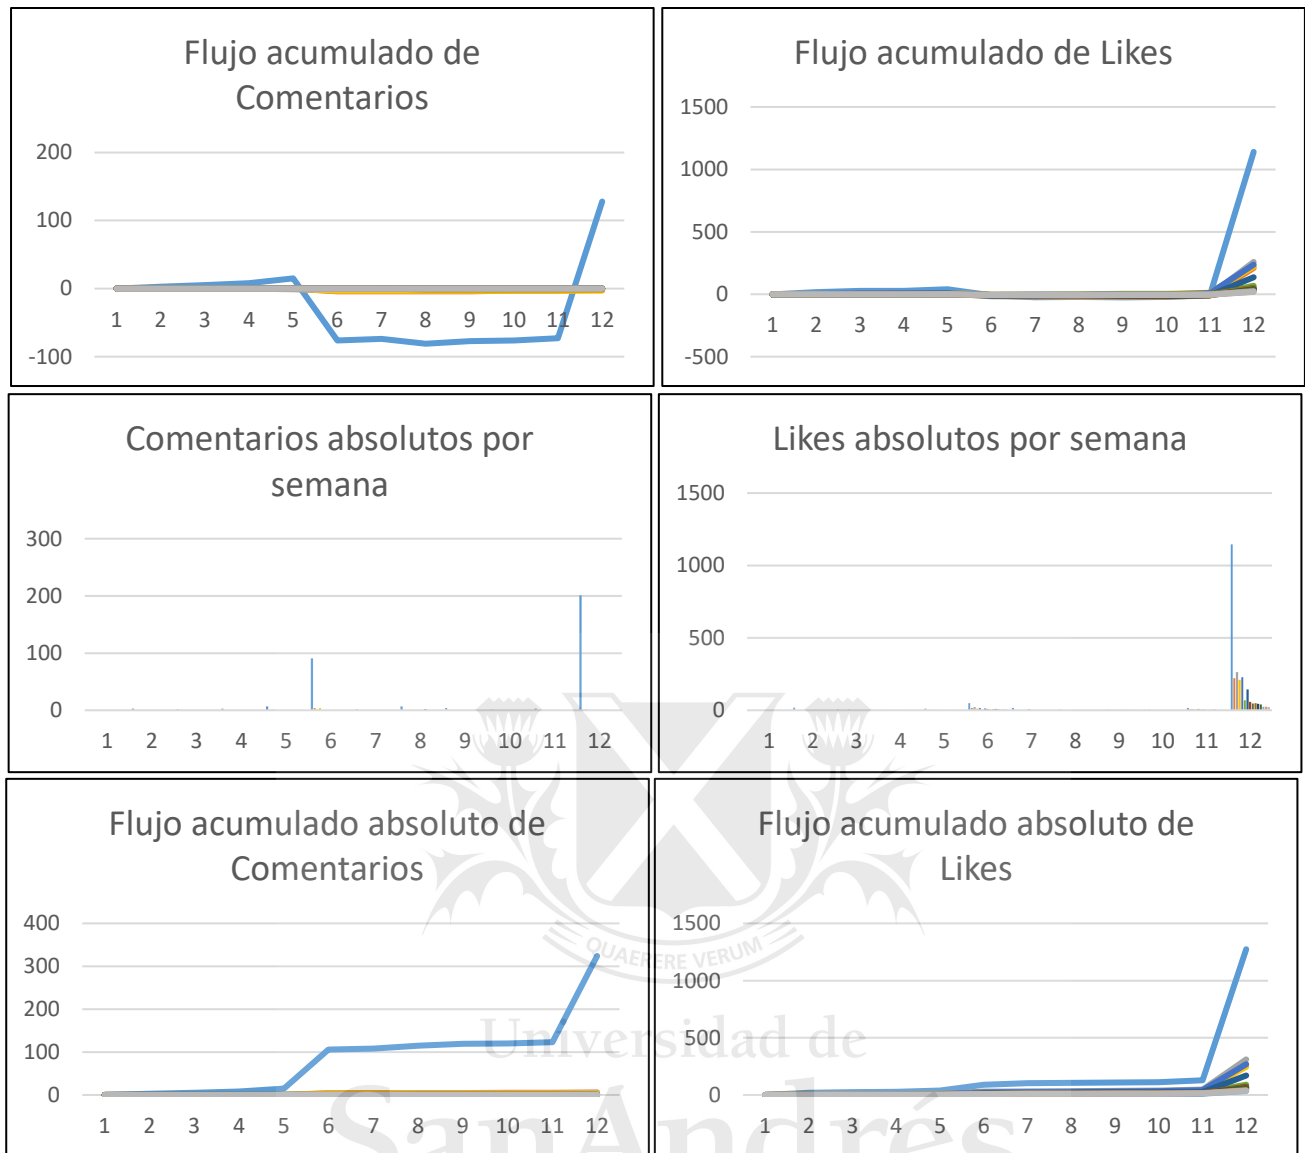 Flujo acumulado de
Comentarios
200
100
0
-100
1 2 3 4 5 6 7 8 9 10 11 12
Flujo acumulado de Likes
1500
1000
500
0
-500
1 2 3 4 5 6 7 8 9 10 11 12
Comentarios absolutos por
semana
300
200
100
0
1 2 3 4 5 6 7 8 9 10 11 12
Likes absolutos por semana
1500
1000
500
0
1 2 3 4 5 6 7 8 9 10 11 12
Flujo acumulado absoluto de
Comentarios
400
300
200
100
0
1 2 3 4 5 6 7 8 9 10 11 12
Flujo acumulado absoluto de
Likes
1500
1000
500
0
1 2 3 4 5 6 7 8 9 10 11 12
QUAERERE VERUM
Universidad de
SanAndrés